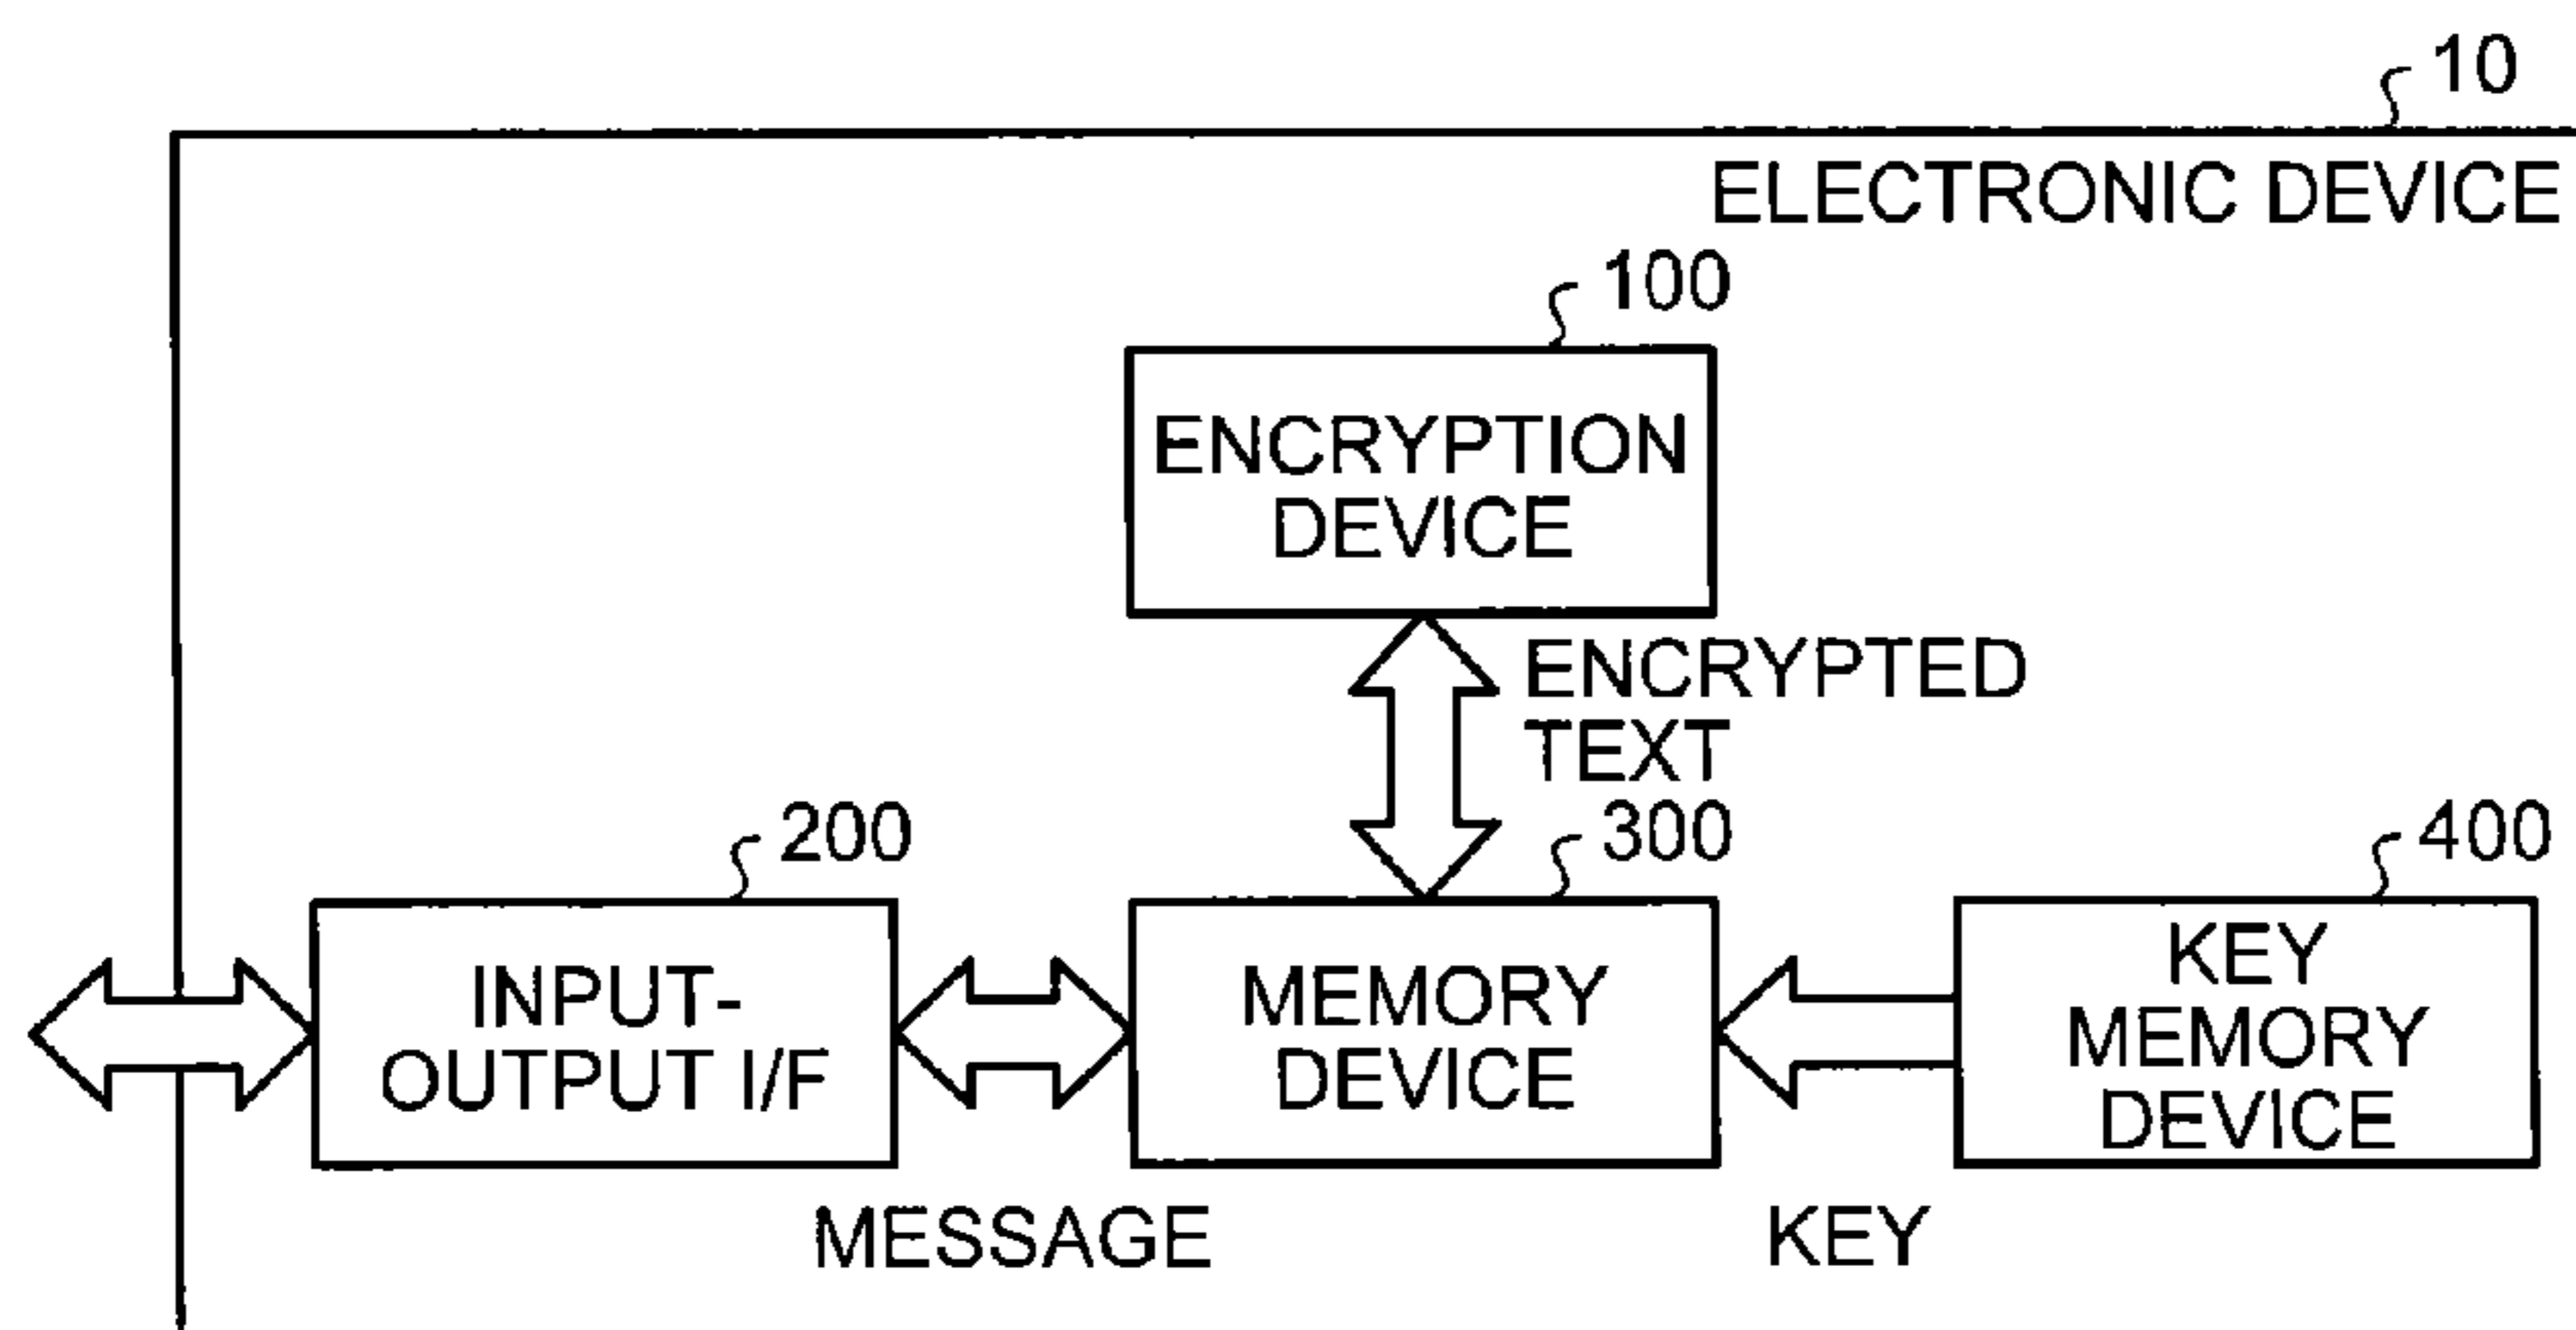 10
ELECTRONIC DEVICE
100
ENCRYPTION
DEVICE
ENCRYPTED
TEXT
200
300
400
INPUT-
OUTPUT I/F
MEMORY
DEVICE
KEY
MEMORY
DEVICE
MESSAGE
KEY